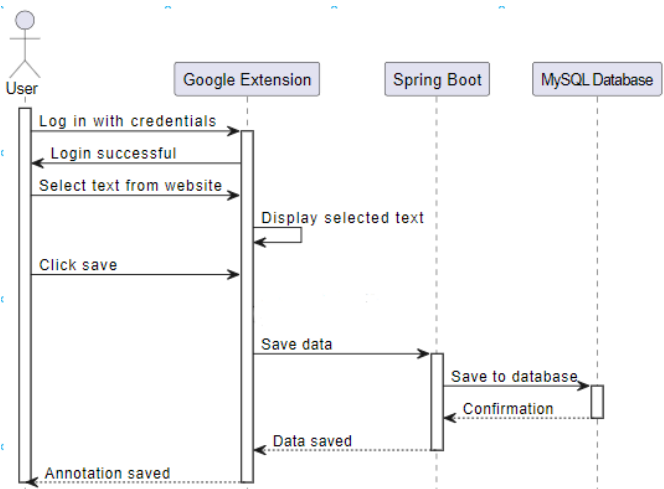 User
Google Extension
Spring Boot
MySQL Database
Log in with credentials
Login successful
Select text from website
Display selected text
Click save
Save data
Save to database
Confirmation
Data saved
Annotation saved